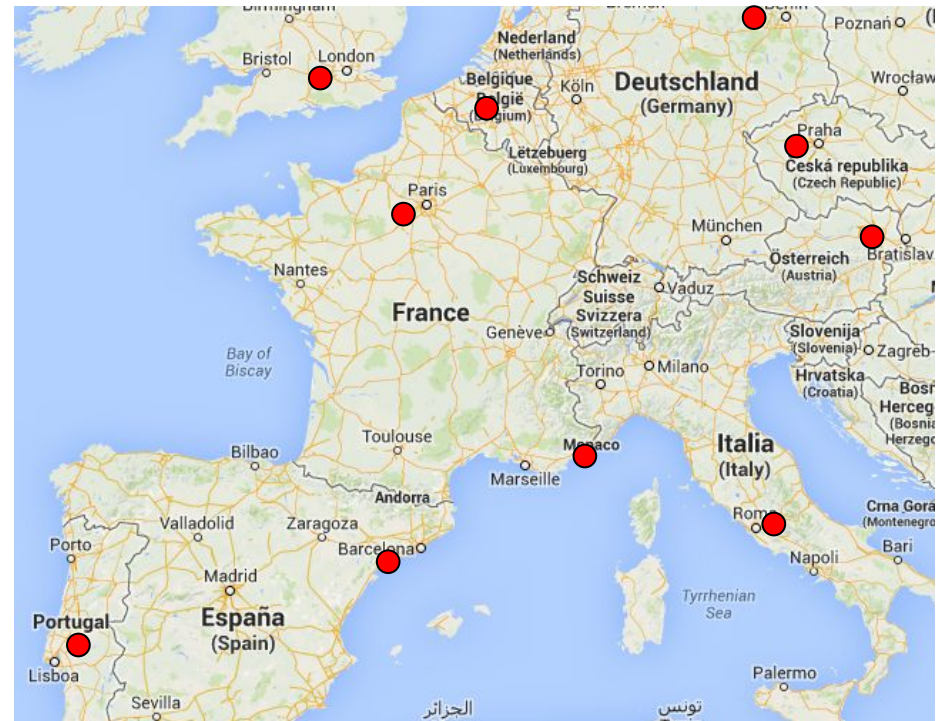 Birmingham
Berlin
Poznań
Nederland
(Netherlands)
Bristol
London
Belgique
België
(Belgium)
Köln
Deutschland
(Germany)
Wrocław
Praha
Lëtzebuerg
(Luxembourg)
Česká republika
(Czech Republic)
Paris
München
Österreich
(Austria)
Bratislav
Nantes
Schweiz
Suisse
Svizzera
(Switzerland)
Vaduz
France
Genève
Slovenija
(Slovenia)
Zagreb
Bay of
Biscay
Torino
Milano
Hrvatska
(Croatia)
Bosn
Herceg
(Bosnia
Herzego
Toulouse
Monaco
Italia
(Italy)
Bilbao
Marseille
Andorra
Crna Gora
(Montenegro
Valladolid
Zaragoza
Roma
Porto
Barcelona
Bari
Napoli
Madrid
Tyrrhenian
Sea
Portugal
España
(Spain)
Lisboa
Palermo
Sevilla
الجزائر
تونس